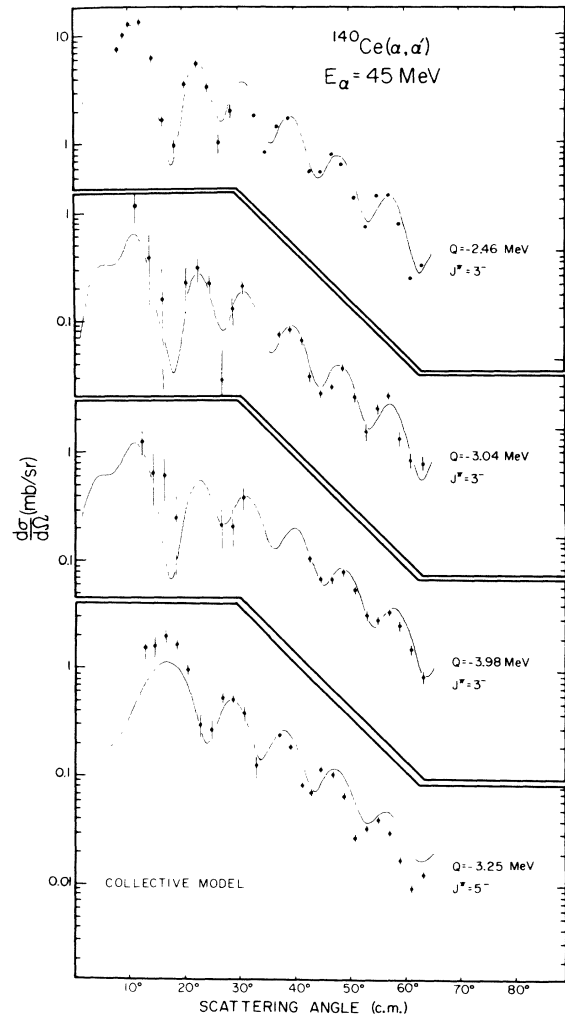 ¹⁴⁰Ce(α,α′)
Eα = 45 MeV
10
1
Q=-2.46 MeV
Jπ = 3⁻
1
0.1
Q=-3.04 MeV
Jπ = 3⁻
dσ/dΩ (mb/sr)
1
0.1
Q=-3.98 MeV
Jπ = 3⁻
1
0.1
0.01
Q=-3.25 MeV
Jπ = 5⁻
COLLECTIVE MODEL
10° 20° 30° 40° 50° 60° 70° 80°
SCATTERING ANGLE (c.m.)